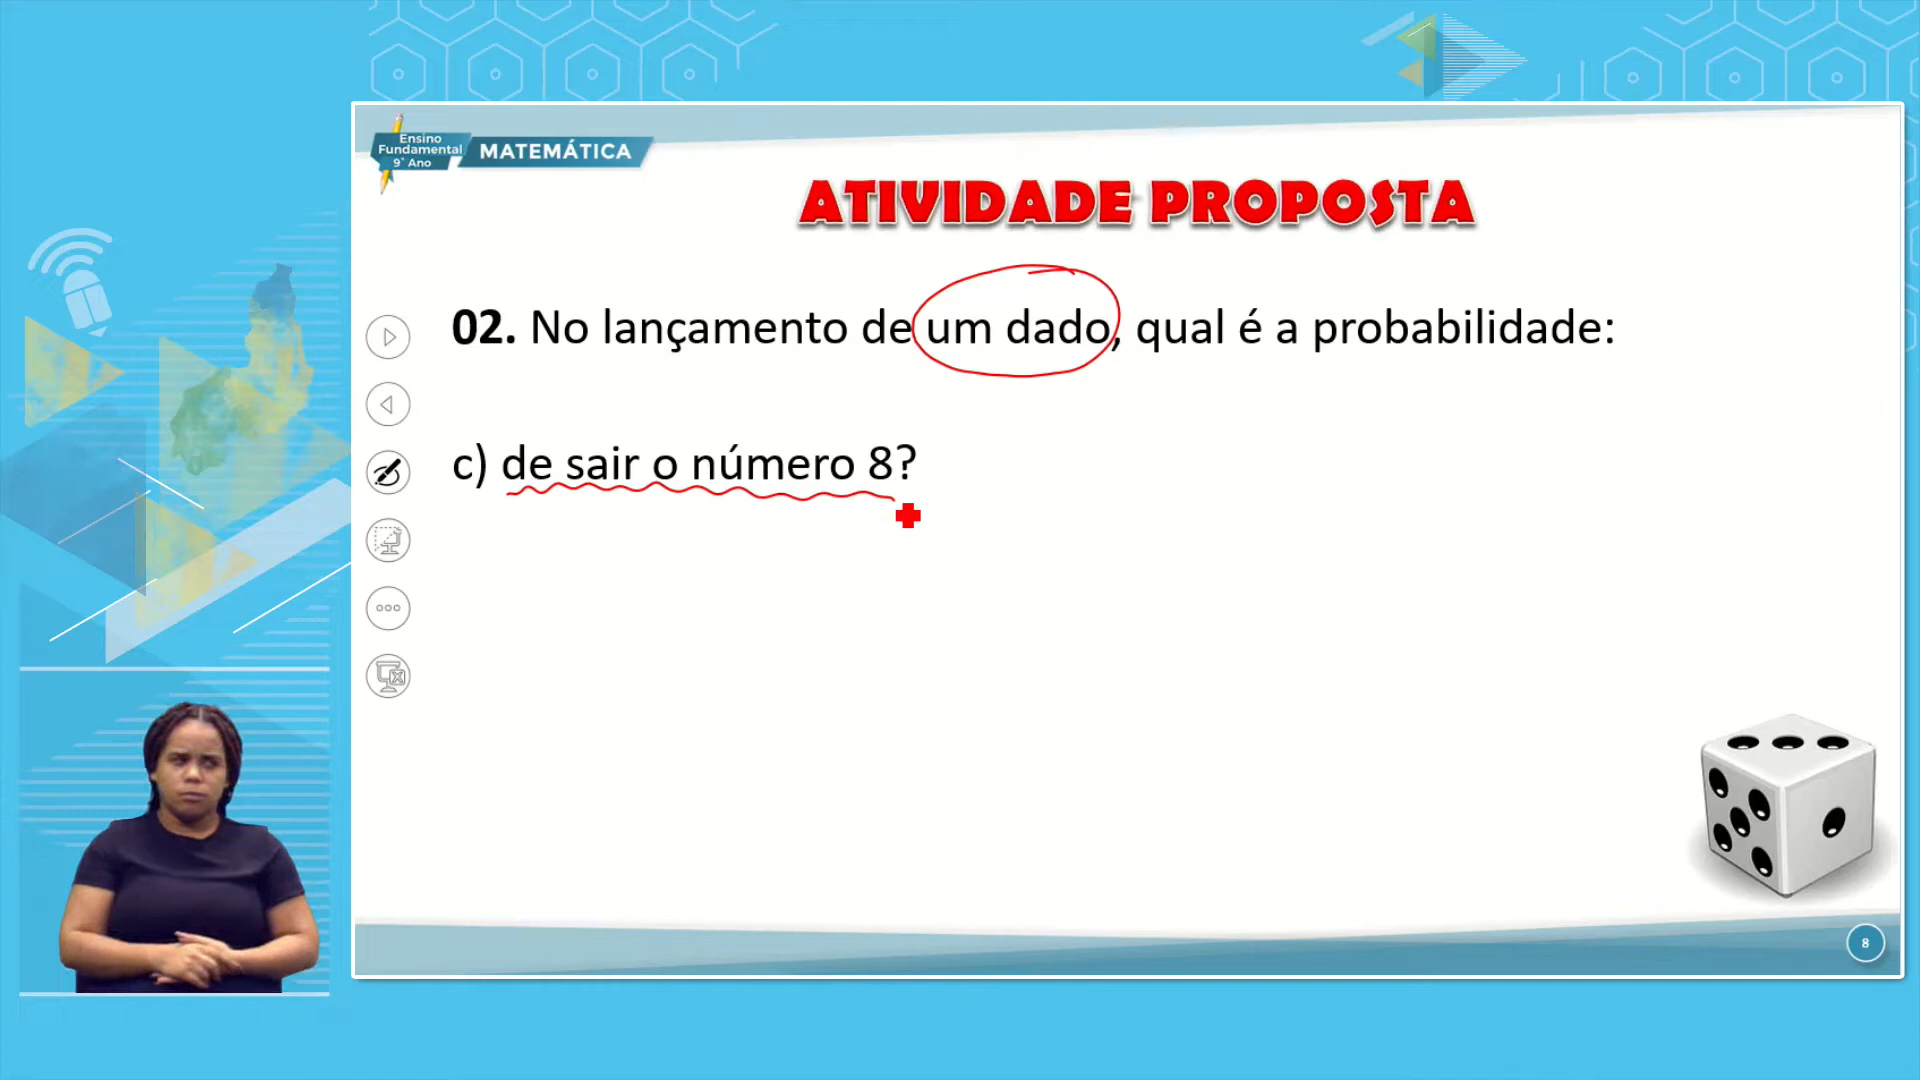 Ensino
Fundamental
9° Ano
MATEMÁTICA
ATIVIDADE PROPOSTA
02. No lançamento de um dado, qual é a probabilidade:
c) de sair o número 8?
8